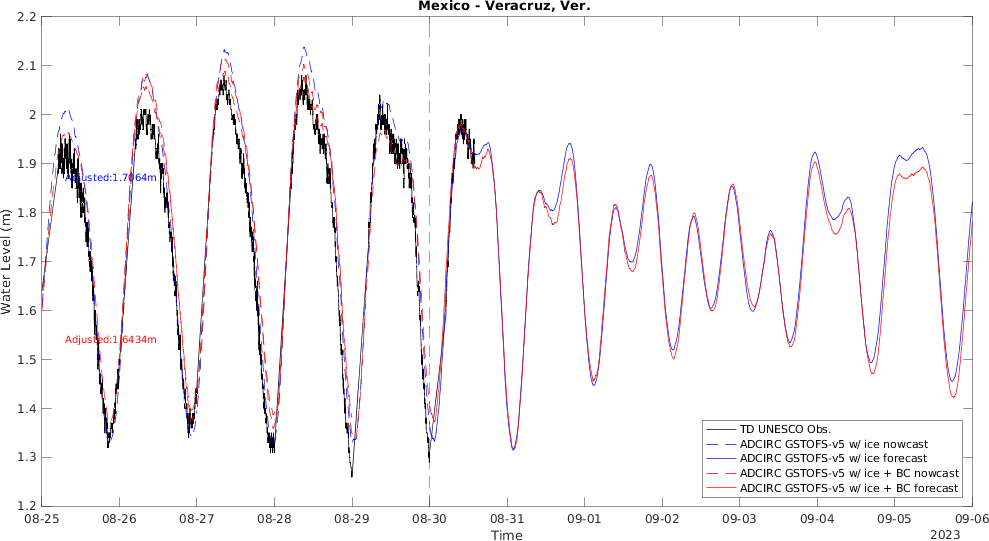 Mexico - Veracruz, Ver.
2.2
2.1
2
1.9
1.8
1.7
1.6
1.5
1.4
1.3
1.2
Water Level (m)
Adjusted:1.7064m
Adjusted:1.6434m
TD UNESCO Obs.
ADCIRC GSTOFS-v5 w/ ice nowcast
ADCIRC GSTOFS-v5 w/ ice forecast
ADCIRC GSTOFS-v5 w/ ice + BC nowcast
ADCIRC GSTOFS-v5 w/ ice + BC forecast
08-25 08-26 08-27 08-28 08-29 08-30 08-31 09-01 09-02 09-03 09-04 09-05 09-06
Time
2023